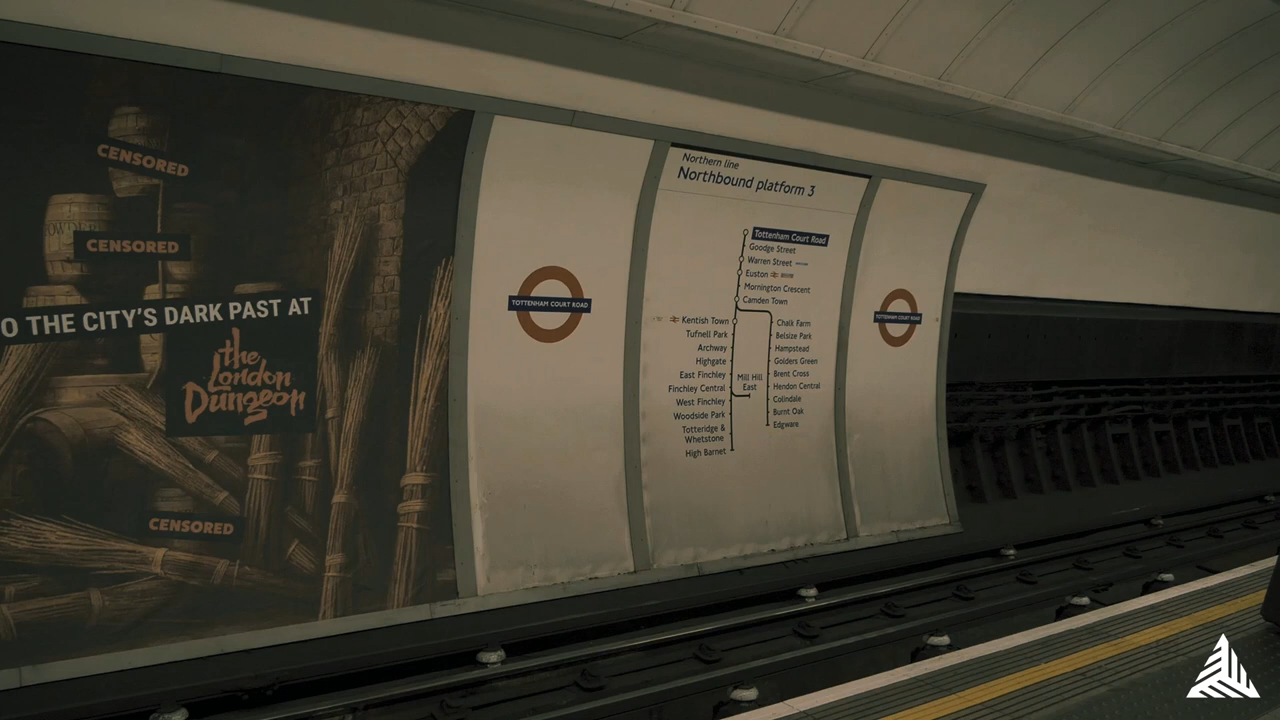 CENSORED
POWDER
CENSORED
O THE CITY'S DARK PAST AT
the
London
Dungeon
CENSORED
TOTTENHAM COURT ROAD
Northern line
Northbound platform 3
Tottenham Court Road
Goodge Street
Warren Street
Euston
Mornington Crescent
Camden Town
Kentish Town
Tufnell Park
Archway
Highgate
East Finchley
Finchley Central
West Finchley
Woodside Park
Totteridge &
Whetstone
High Barnet
Mill Hill
East
Chalk Farm
Belsize Park
Hampstead
Golders Green
Brent Cross
Hendon Central
Colindale
Burnt Oak
Edgware
TOTTENHAM COURT ROAD